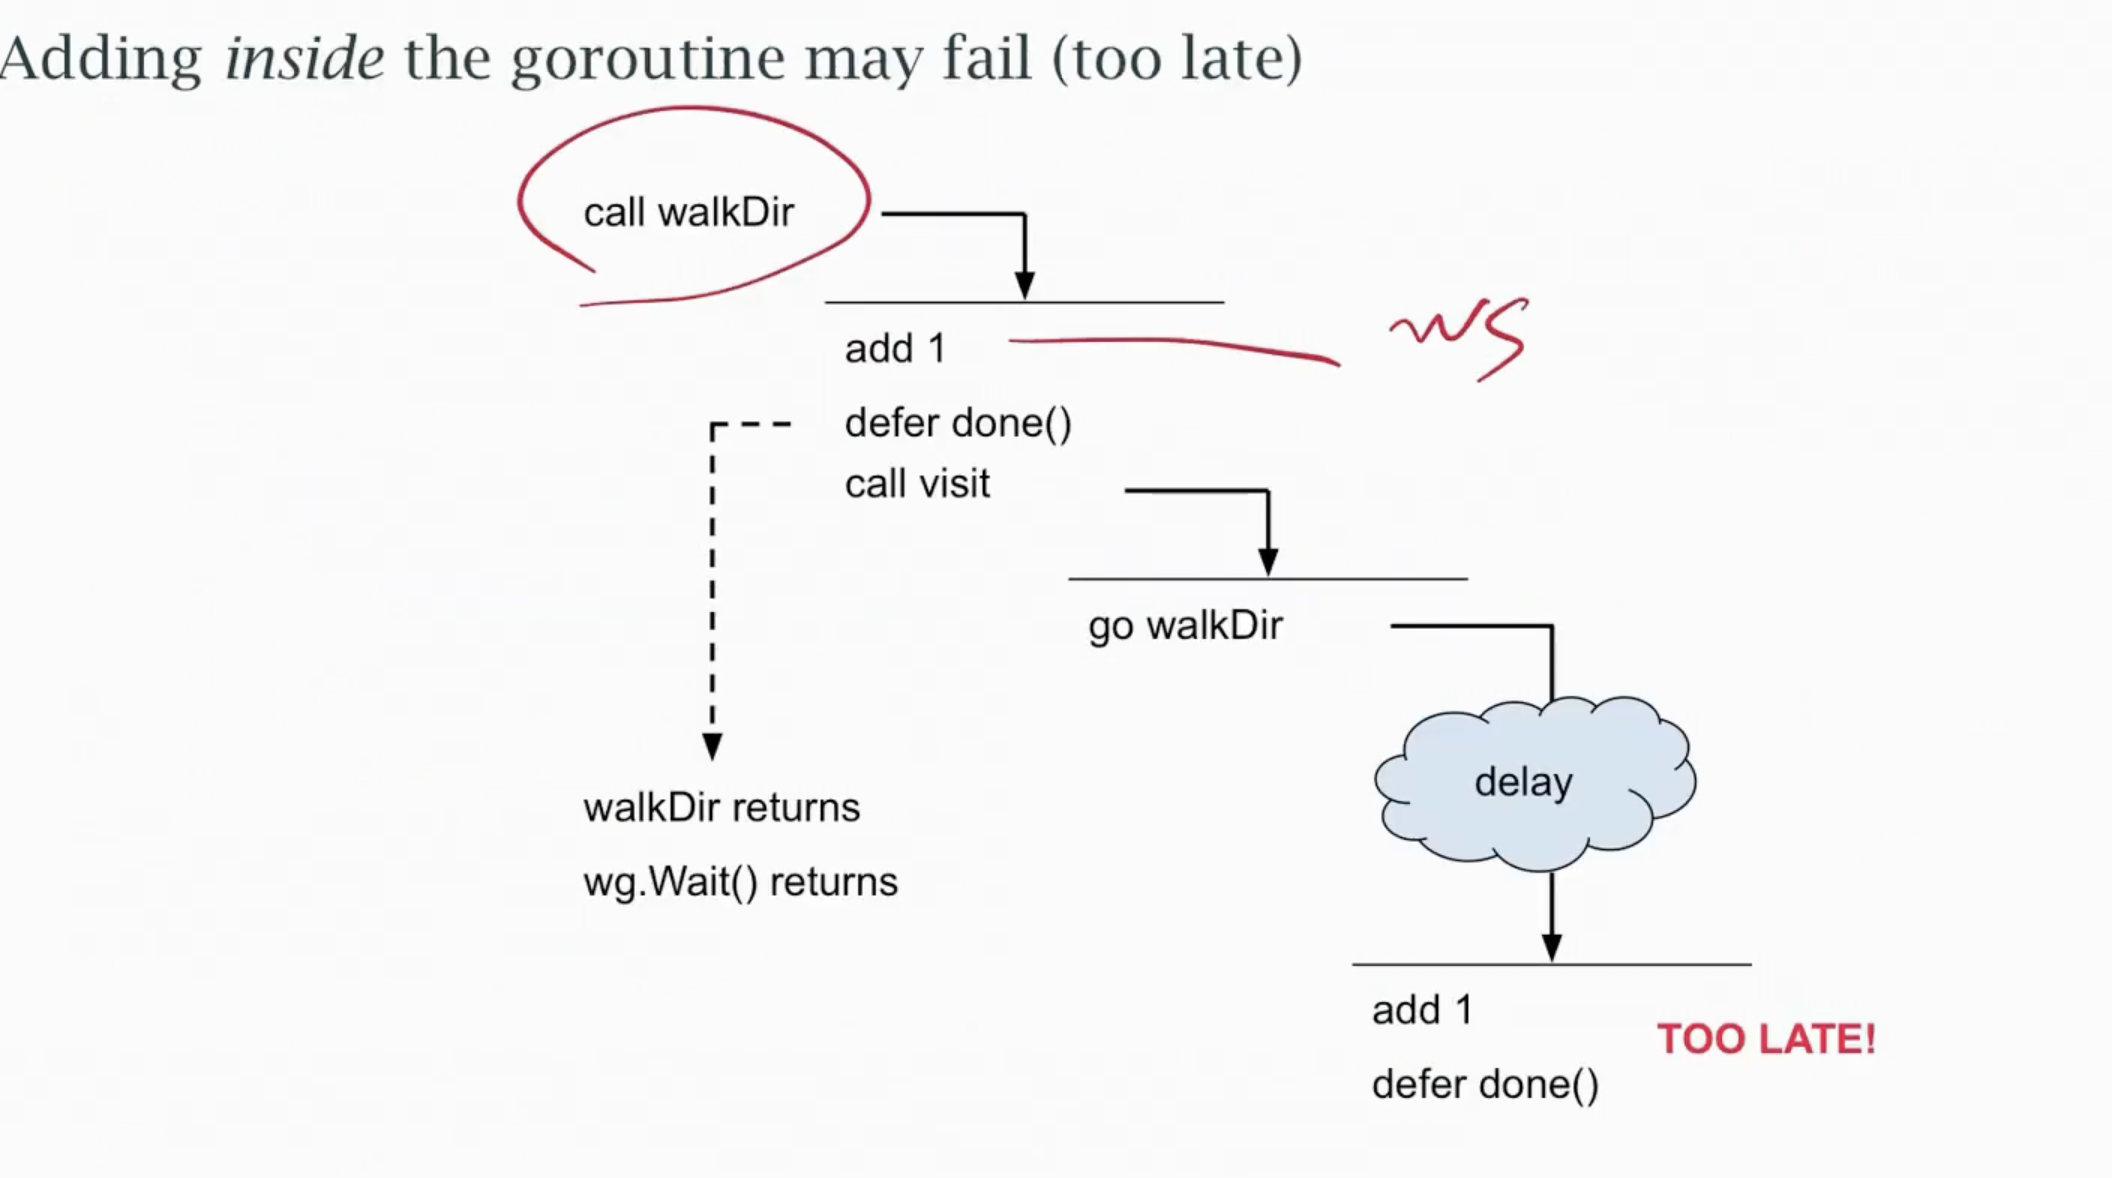 Adding inside the goroutine may fail (too late)
call walkDir
add 1
WS
defer done()
call visit
go walkDir
delay
walkDir returns
wg.Wait() returns
add 1
TOO LATE!
defer done()